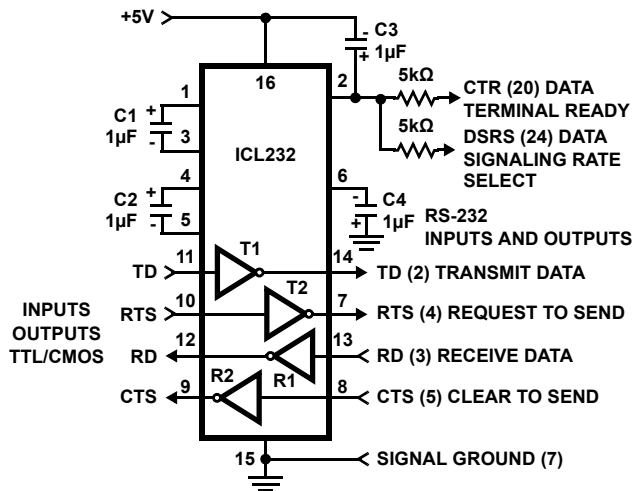 +5V
- C3
+ 1µF
16
1
2
5kΩ
CTR (20) DATA
TERMINAL READY
C1
1µF
+
-
3
5kΩ
DSRS (24) DATA
SIGNALING RATE
SELECT
ICL232
4
6
C2
1µF
+
-
5
-
+
C4
1µF
RS-232
INPUTS AND OUTPUTS
TD
11
T1
14
TD (2) TRANSMIT DATA
INPUTS
OUTPUTS
TTL/CMOS
RTS
10
T2
7
RTS (4) REQUEST TO SEND
RD
12
R1
13
RD (3) RECEIVE DATA
CTS
9
R2
8
CTS (5) CLEAR TO SEND
15
SIGNAL GROUND (7)